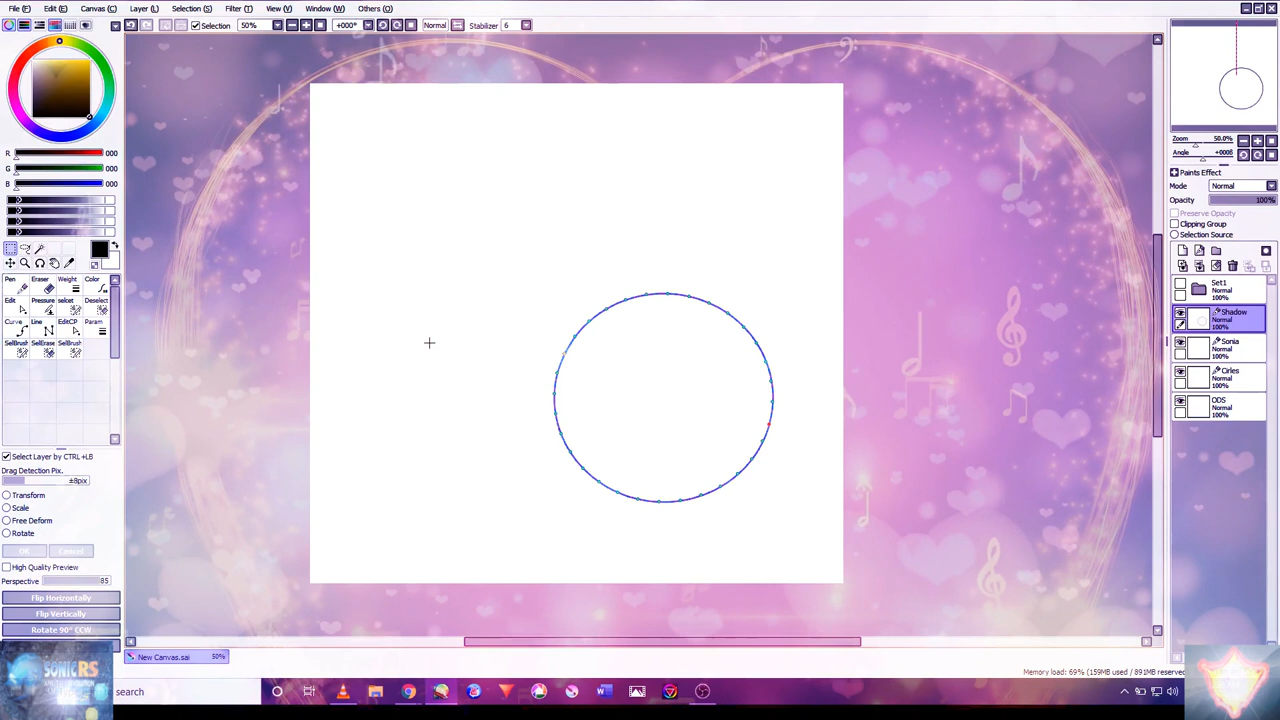 File (F) Edit (E) Canvas (C) Layer (L) Selection (S) Filter (T) View (V) Window (W) Others (O)
Selection 50% +000° Normal Stabilizer 6
R 000
G 000
B 000
Pen Eraser Weight Color
Edit Pressure selcet Deselect
Curve Line EditCP Param
SelBrush SelErase SelBrush
Select Layer by CTRL+LB
Drag Detection Pix.
±8pix
Transform
Scale
Free Deform
Rotate
OK Cancel
High Quality Preview
Perspective 85
Flip Horizontally
Flip Vertically
Rotate 90° CCW
Zoom 50.0%
Angle
Paints Effect
Mode Normal
Opacity 100%
Preserve Opacity
Clipping Group
Selection Source
Set1
Normal
100%
Shadow
Normal
100%
Sonia
Normal
100%
Cirles
Normal
100%
ODS
Normal
100%
New Canvas.sai 50%
Memory load: 69% (159MB used / 891MB reserved
SONIC RS
search